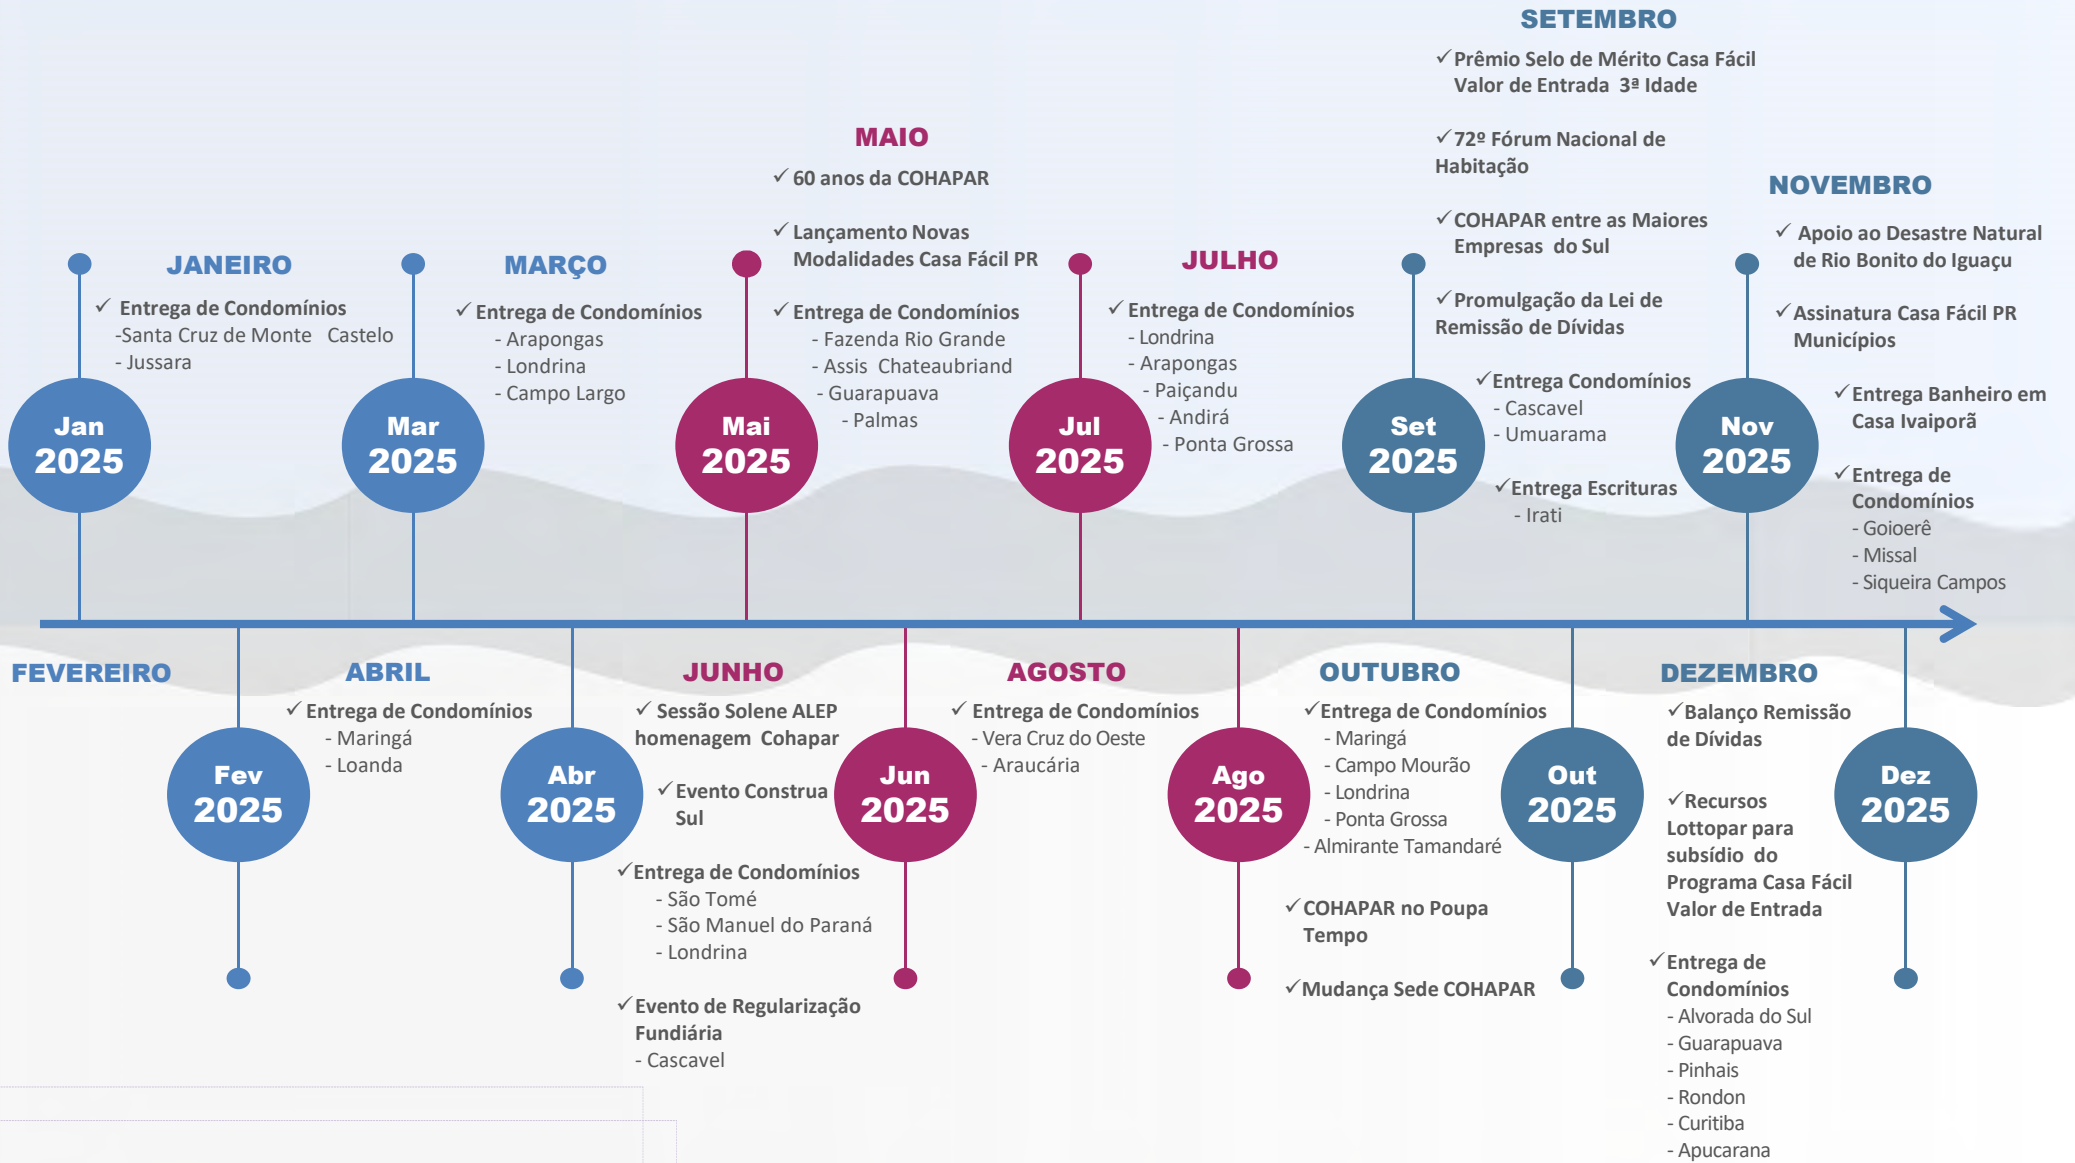 JANEIRO
✓ Entrega de Condomínios
-Santa Cruz de Monte Castelo
- Jussara
Jan
2025
FEVEREIRO
Fev
2025
MARÇO
✓ Entrega de Condomínios
- Arapongas
- Londrina
- Campo Largo
Mar
2025
ABRIL
✓ Entrega de Condomínios
- Maringá
- Loanda
Abr
2025
MAIO
✓ 60 anos da COHAPAR
✓ Lançamento Novas
Modalidades Casa Fácil PR
✓ Entrega de Condomínios
- Fazenda Rio Grande
- Assis Chateaubriand
- Guarapuava
- Palmas
Mai
2025
JUNHO
✓ Sessão Solene ALEP
homenagem Cohapar
✓ Evento Construa
Sul
✓ Entrega de Condomínios
- São Tomé
- São Manuel do Paraná
- Londrina
✓ Evento de Regularização
Fundiária
- Cascavel
Jun
2025
JULHO
✓ Entrega de Condomínios
- Londrina
- Arapongas
- Paiçandu
- Andirá
- Ponta Grossa
Jul
2025
AGOSTO
✓ Entrega de Condomínios
- Vera Cruz do Oeste
- Araucária
Ago
2025
SETEMBRO
✓ Prêmio Selo de Mérito Casa Fácil
Valor de Entrada 3ª Idade
✓ 72º Fórum Nacional de
Habitação
✓ COHAPAR entre as Maiores
Empresas do Sul
✓ Promulgação da Lei de
Remissão de Dívidas
✓ Entrega Condomínios
- Cascavel
- Umuarama
✓ Entrega Escrituras
- Irati
Set
2025
OUTUBRO
✓ Entrega de Condomínios
- Maringá
- Campo Mourão
- Londrina
- Ponta Grossa
- Almirante Tamandaré
✓ COHAPAR no Poupa
Tempo
✓ Mudança Sede COHAPAR
Out
2025
NOVEMBRO
✓ Apoio ao Desastre Natural
de Rio Bonito do Iguaçu
✓ Assinatura Casa Fácil PR
Municípios
✓ Entrega Banheiro em
Casa Ivaiporã
✓ Entrega de
Condomínios
- Goioerê
- Missal
- Siqueira Campos
Nov
2025
DEZEMBRO
✓ Balanço Remissão
de Dívidas
✓ Recursos
Lottopar para
subsídio do
Programa Casa Fácil
Valor de Entrada
✓ Entrega de
Condomínios
- Alvorada do Sul
- Guarapuava
- Pinhais
- Rondon
- Curitiba
- Apucarana
Dez
2025